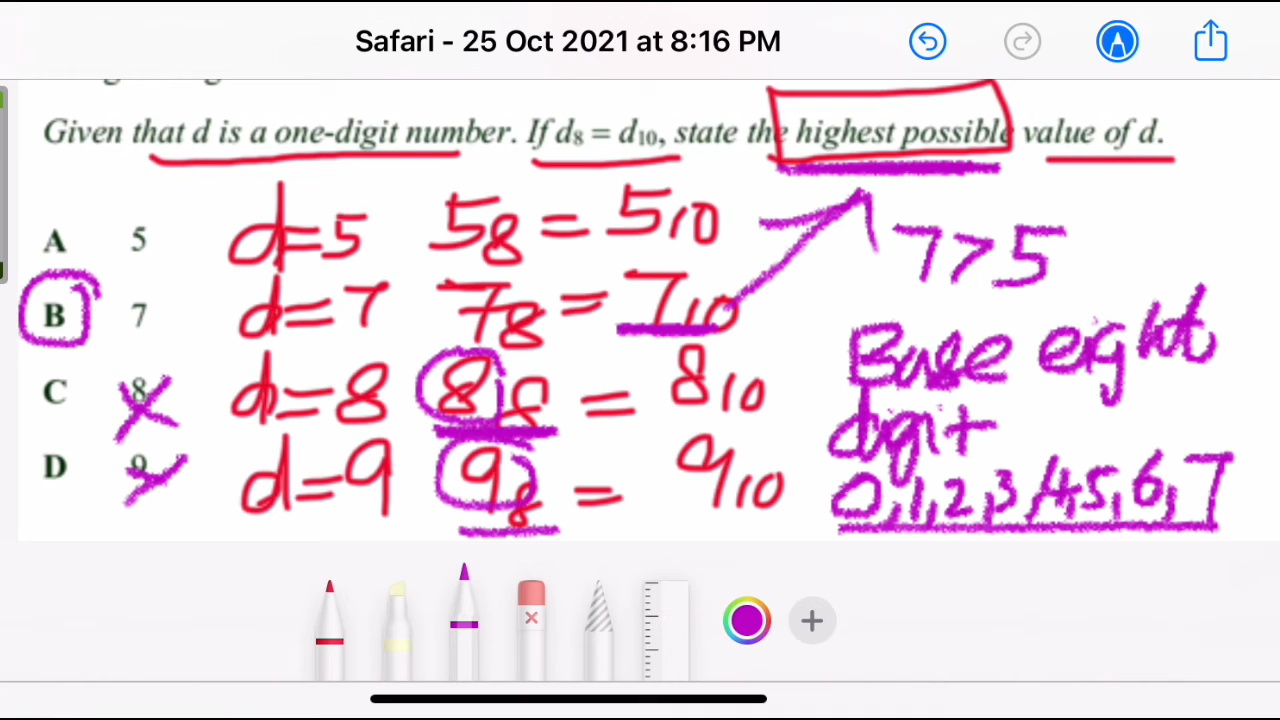 Safari - 25 Oct 2021 at 8:16 PM
Given that d is a one-digit number. If d₈ = d₁₀, state the highest possible value of d.
A 5 d=5 5₈ = 5₁₀ 7>5
B 7 d=7 7₈ = 7₁₀
Base eight
C 8 d=8 8₈ = 8₁₀
digit
D 9 d=9 9₈ = 9₁₀
0,1,2,3,4,5,6,7